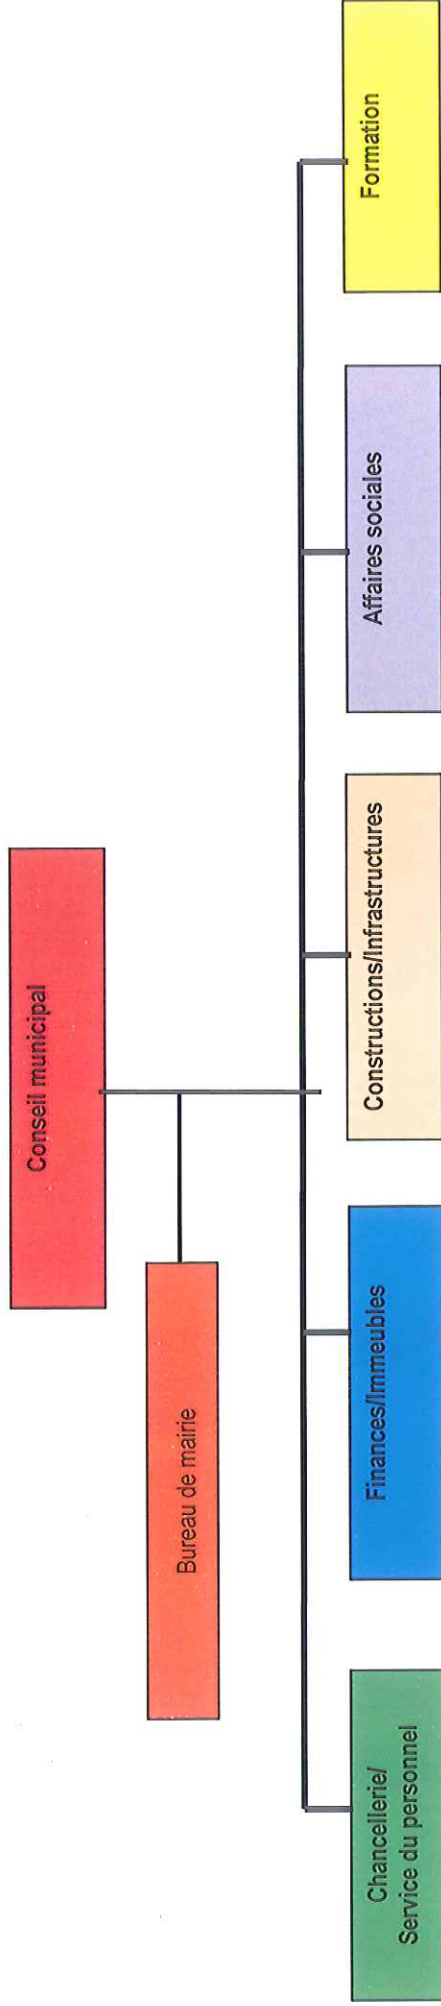 Conseil municipal
Bureau de mairie
Chancellerie/
Service du personnel
Finances/Immeubles
Constructions/Infrastructures
Affaires sociales
Formation